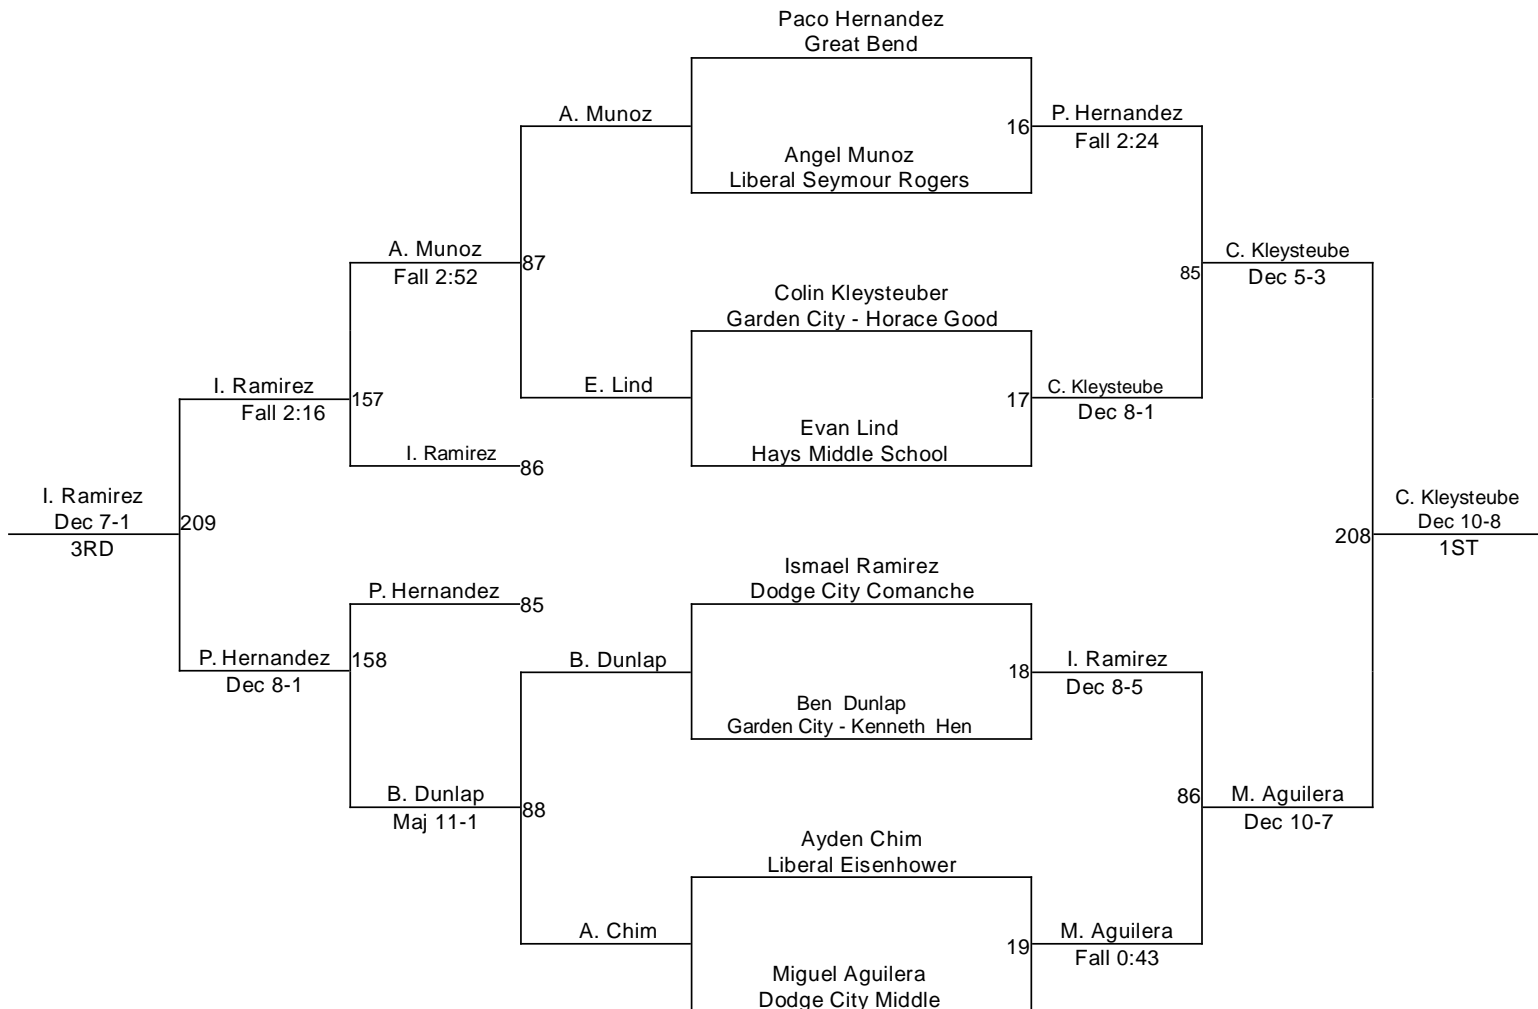 Paco Hernandez
Great Bend
A. Munoz
16
P. Hernandez
Fall 2:24
Angel Munoz
Liberal Seymour Rogers
A. Munoz
Fall 2:52
87
C. Kleysteube
Dec 5-3
85
Colin Kleysteuber
Garden City - Horace Good
I. Ramirez
Fall 2:16
157
E. Lind
17
C. Kleysteube
Dec 8-1
Evan Lind
Hays Middle School
I. Ramirez
86
I. Ramirez
Dec 7-1
3RD
209
C. Kleysteube
Dec 10-8
1ST
208
Ismael Ramirez
Dodge City Comanche
P. Hernandez
85
P. Hernandez
Dec 8-1
158
B. Dunlap
18
I. Ramirez
Dec 8-5
Ben Dunlap
Garden City - Kenneth Hen
B. Dunlap
Maj 11-1
88
86
M. Aguilera
Dec 10-7
Ayden Chim
Liberal Eisenhower
A. Chim
19
M. Aguilera
Fall 0:43
Miguel Aguilera
Dodge City Middle